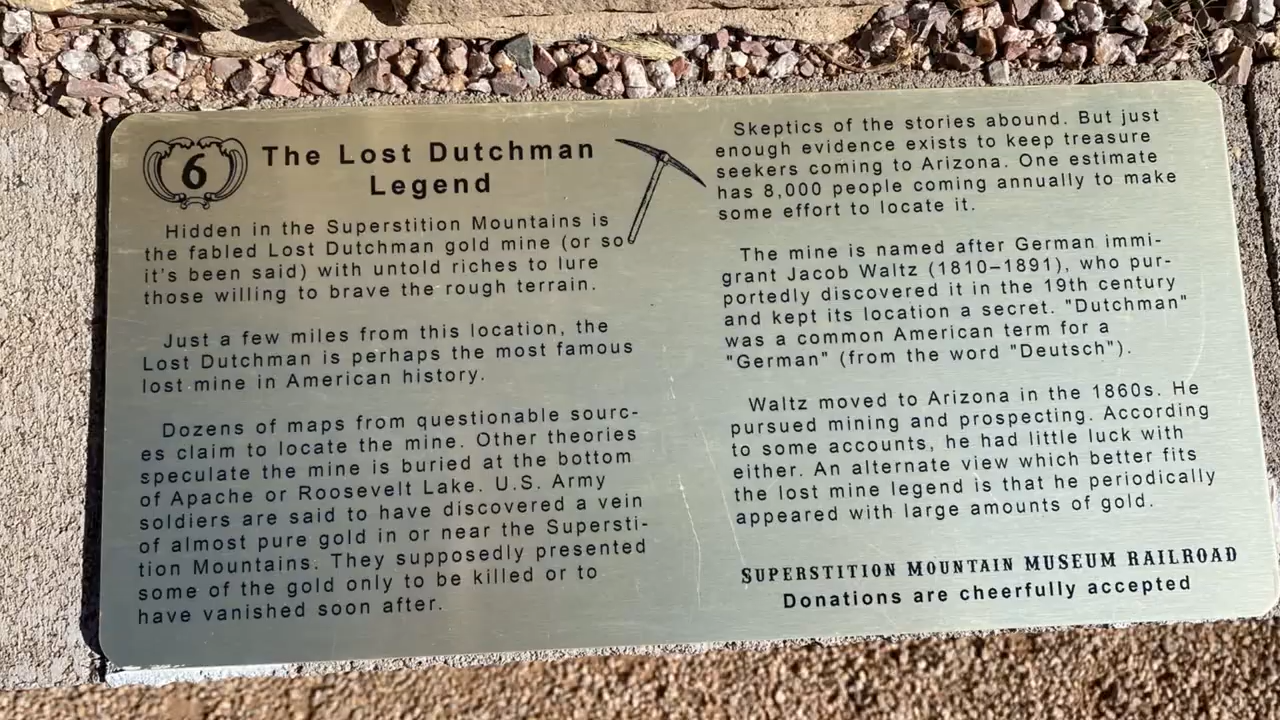 6
The Lost Dutchman
Legend
Hidden in the Superstition Mountains is
the fabled Lost Dutchman gold mine (or so
it's been said) with untold riches to lure
those willing to brave the rough terrain.
Just a few miles from this location, the
Lost Dutchman is perhaps the most famous
lost mine in American history.
Dozens of maps from questionable sourc-
es claim to locate the mine. Other theories
speculate the mine is buried at the bottom
of Apache or Roosevelt Lake. U.S. Army
soldiers are said to have discovered a vein
of almost pure gold in or near the Supersti-
tion Mountains. They supposedly presented
some of the gold only to be killed or to
have vanished soon after.
Skeptics of the stories abound. But just
enough evidence exists to keep treasure
seekers coming to Arizona. One estimate
has 8,000 people coming annually to make
some effort to locate it.
The mine is named after German immi-
grant Jacob Waltz (1810–1891), who pur-
portedly discovered it in the 19th century
and kept its location a secret. "Dutchman"
was a common American term for a
"German" (from the word "Deutsch").
Waltz moved to Arizona in the 1860s. He
pursued mining and prospecting. According
to some accounts, he had little luck with
either. An alternate view which better fits
the lost mine legend is that he periodically
appeared with large amounts of gold.
SUPERSTITION MOUNTAIN MUSEUM RAILROAD
Donations are cheerfully accepted